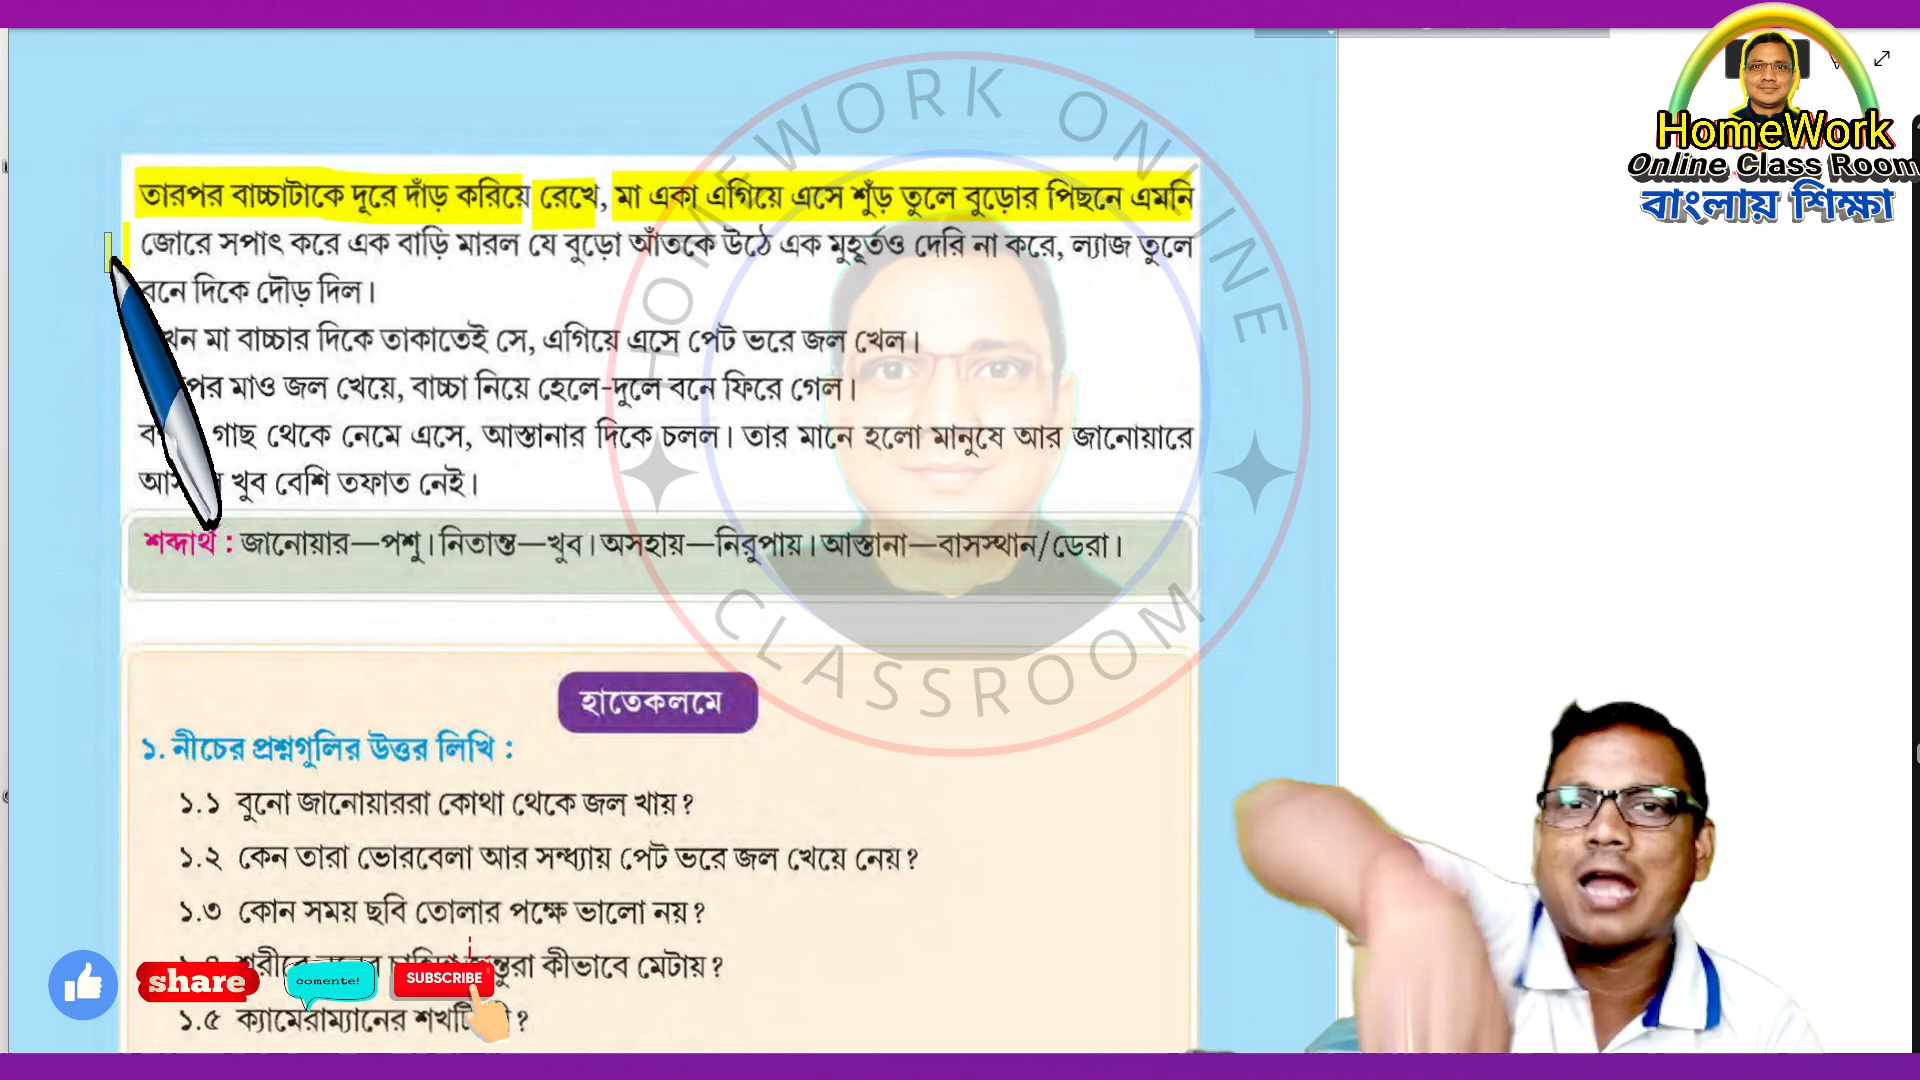 তারপর বাচ্চাটাকে দূরে দাঁড় করিয়ে রেখে, মা একা এগিয়ে এসে শুঁড় তুলে বুড়োর পিছনে এমনি
জোরে সপাৎ করে এক বাড়ি মারল যে বুড়ো আঁতকে উঠে এক মুহূর্তও দেরি না করে, ল্যাজ তুলে
বনে দিকে দৌড় দিল।
মা বাচ্চার দিকে তাকাতেই সে, এগিয়ে এসে পেট ভরে জল খেল।
মাও জল খেয়ে, বাচ্চা নিয়ে হেলে-দুলে বনে ফিরে গেল।
গাছ থেকে নেমে এসে, আস্তানার দিকে চলল। তার মানে হলো মানুষে আর জানোয়ারে
খুব বেশি তফাত নেই।
শব্দার্থ : জানোয়ার—পশু। নিতান্ত—খুব। অসহায়—নিরুপায়। আস্তানা—বাসস্থান/ডেরা।
হাতেকলমে
১. নীচের প্রশ্নগুলির উত্তর লিখি :
১.১ বুনো জানোয়াররা কোথা থেকে জল খায়?
১.২ কেন তারা ভোরবেলা আর সন্ধ্যায় পেট ভরে জল খেয়ে নেয়?
১.৩ কোন সময় ছবি তোলার পক্ষে ভালো নয়?
কীভাবে মেটায়?
১.৫ ক্যামেরাম্যানের ?
share
comente!
SUBSCRIBE
HomeWork
Online Class Room
বাংলায় শিক্ষা
HOMEWORK ONLINE
CLASSROOM